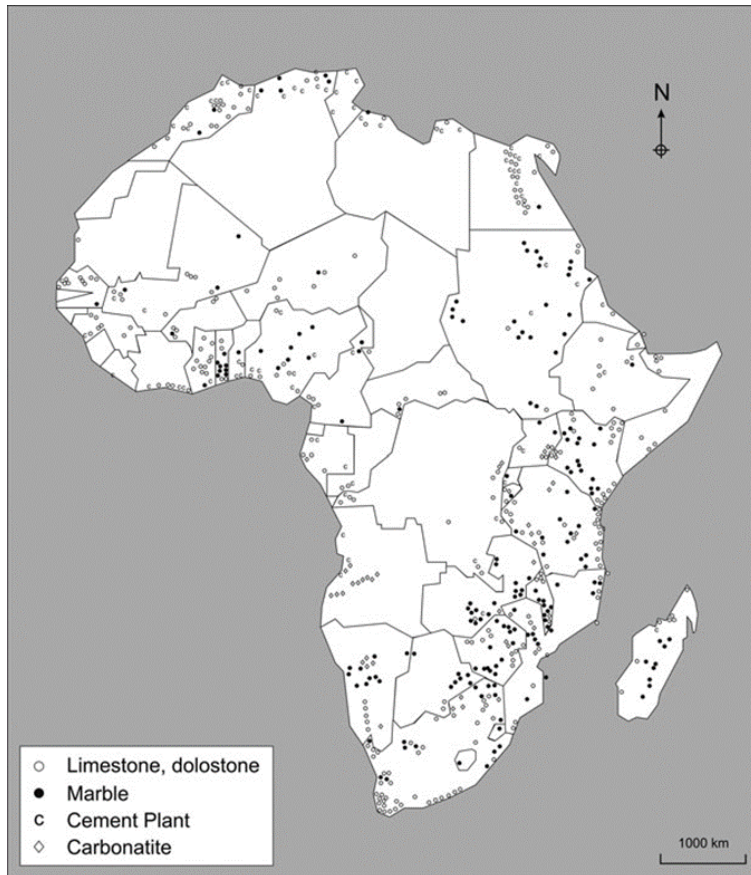 N
Limestone, dolostone
Marble
C Cement Plant
Carbonatite
1000 km